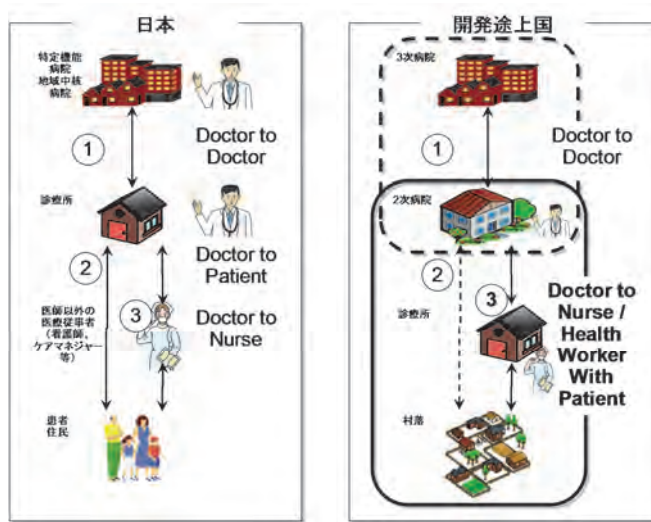 日本
特定機能
病院
地域中核
病院
①
Doctor to
Doctor
診療所
②
Doctor to
Patient
医師以外の
医療従事者
(看護師、
ケアマネジャー
等)
③
Doctor to
Nurse
患者
住民
開発途上国
3次病院
①
Doctor to
Doctor
2次病院
②
③
診療所
Doctor to
Nurse /
Health
Worker
With
Patient
村落